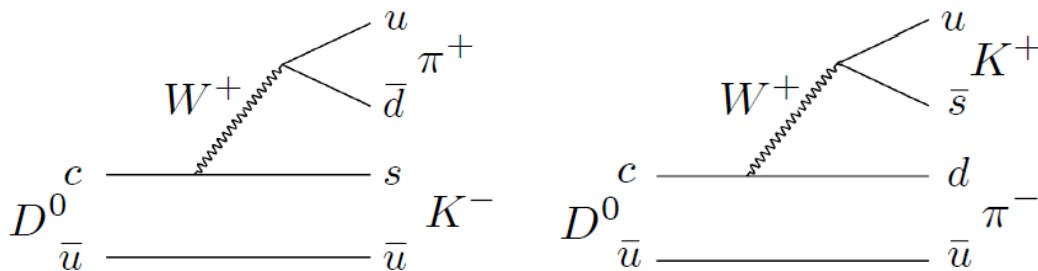 u
π⁺
W⁺
d̅
c s
D⁰ K⁻
u̅ u̅
u
K⁺
W⁺
s̅
c d
D⁰ π⁻
u̅ u̅